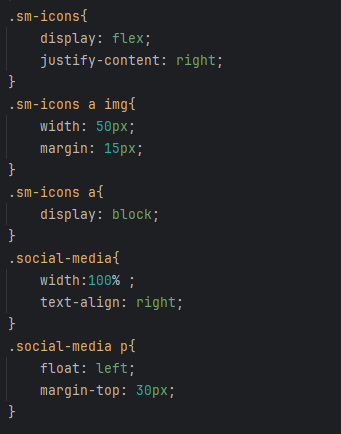 .sm-icons{
    display: flex;
    justify-content: right;
}
.sm-icons a img{
    width: 50px;
    margin: 15px;
}
.sm-icons a{
    display: block;
}
.social-media{
    width:100% ;
    text-align: right;
}
.social-media p{
    float: left;
    margin-top: 30px;
}